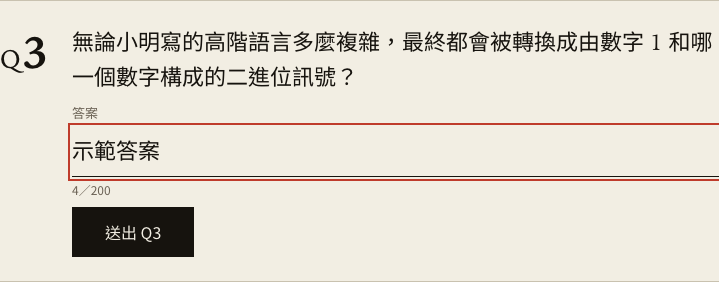 Q3
無論小明寫的高階語言多麼複雜，最終都會被轉換成由數字 1 和哪
一個數字構成的二進位訊號？
答案
示範答案
4／200
送出 Q3